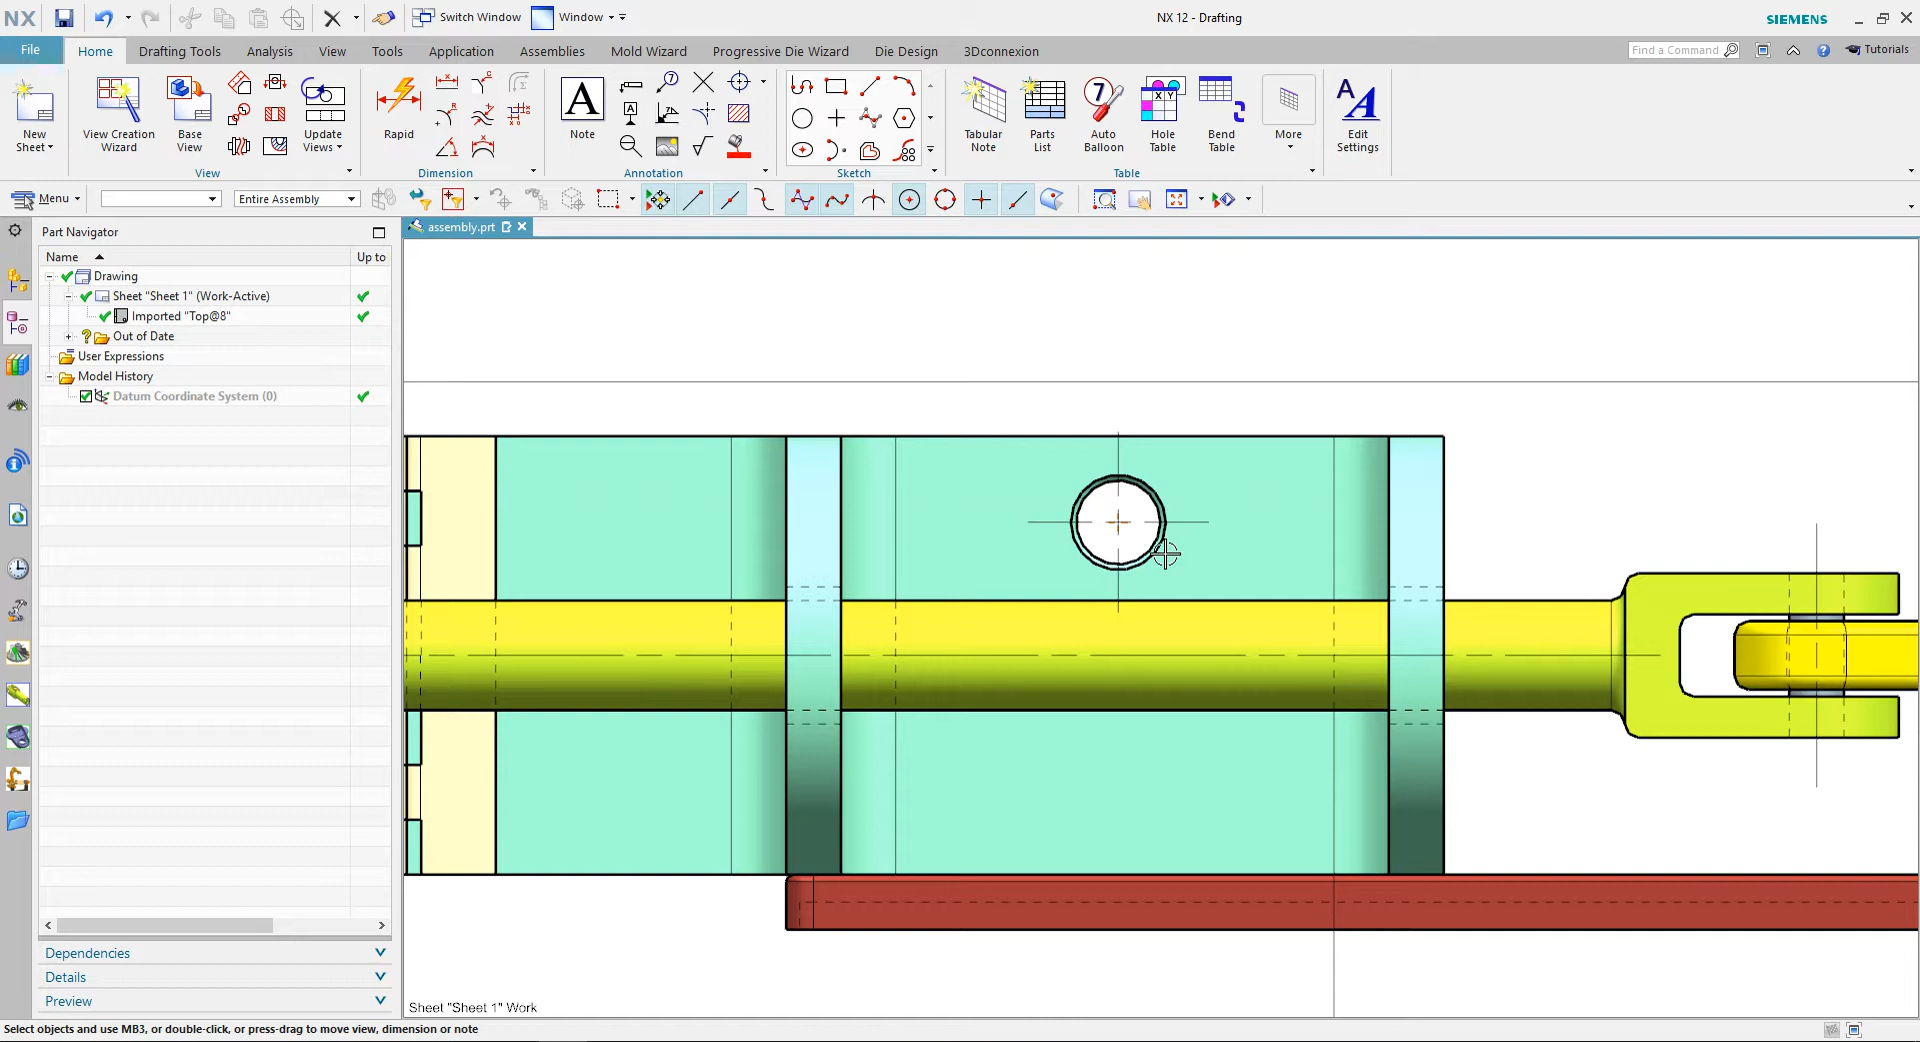 NX
Switch Window
Window
NX 12 - Drafting
SIEMENS
File
Home
Drafting Tools
Analysis
View
Tools
Application
Assemblies
Mold Wizard
Progressive Die Wizard
Die Design
3Dconnexion
Find a Command
Tutorials
New
Sheet
View Creation
Wizard
Base
View
Update
Views
View
Rapid
Dimension
A
Note
Annotation
Sketch
Tabular
Note
Parts
List
Auto
Balloon
Hole
Table
Bend
Table
More
Table
Edit
Settings
Menu
Entire Assembly
Part Navigator
assembly.prt
Name
Up to
Drawing
Sheet "Sheet 1" (Work-Active)
Imported "Top@8"
Out of Date
User Expressions
Model History
Datum Coordinate System (0)
Dependencies
Details
Preview
Sheet "Sheet 1" Work
Select objects and use MB3, or double-click, or press-drag to move view, dimension or note